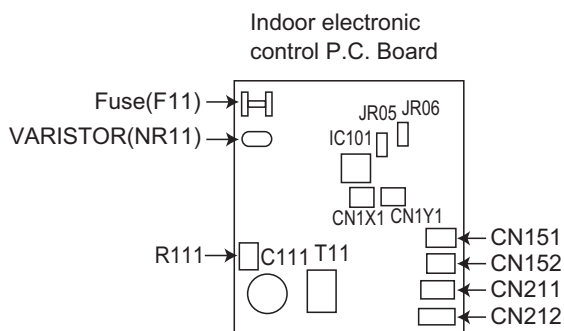 Indoor electronic
control P.C. Board
Fuse(F11)
JR05 JR06
VARISTOR(NR11)
IC101
CN1X1 CN1Y1
CN151
R111
C111 T11
CN152
CN211
CN212